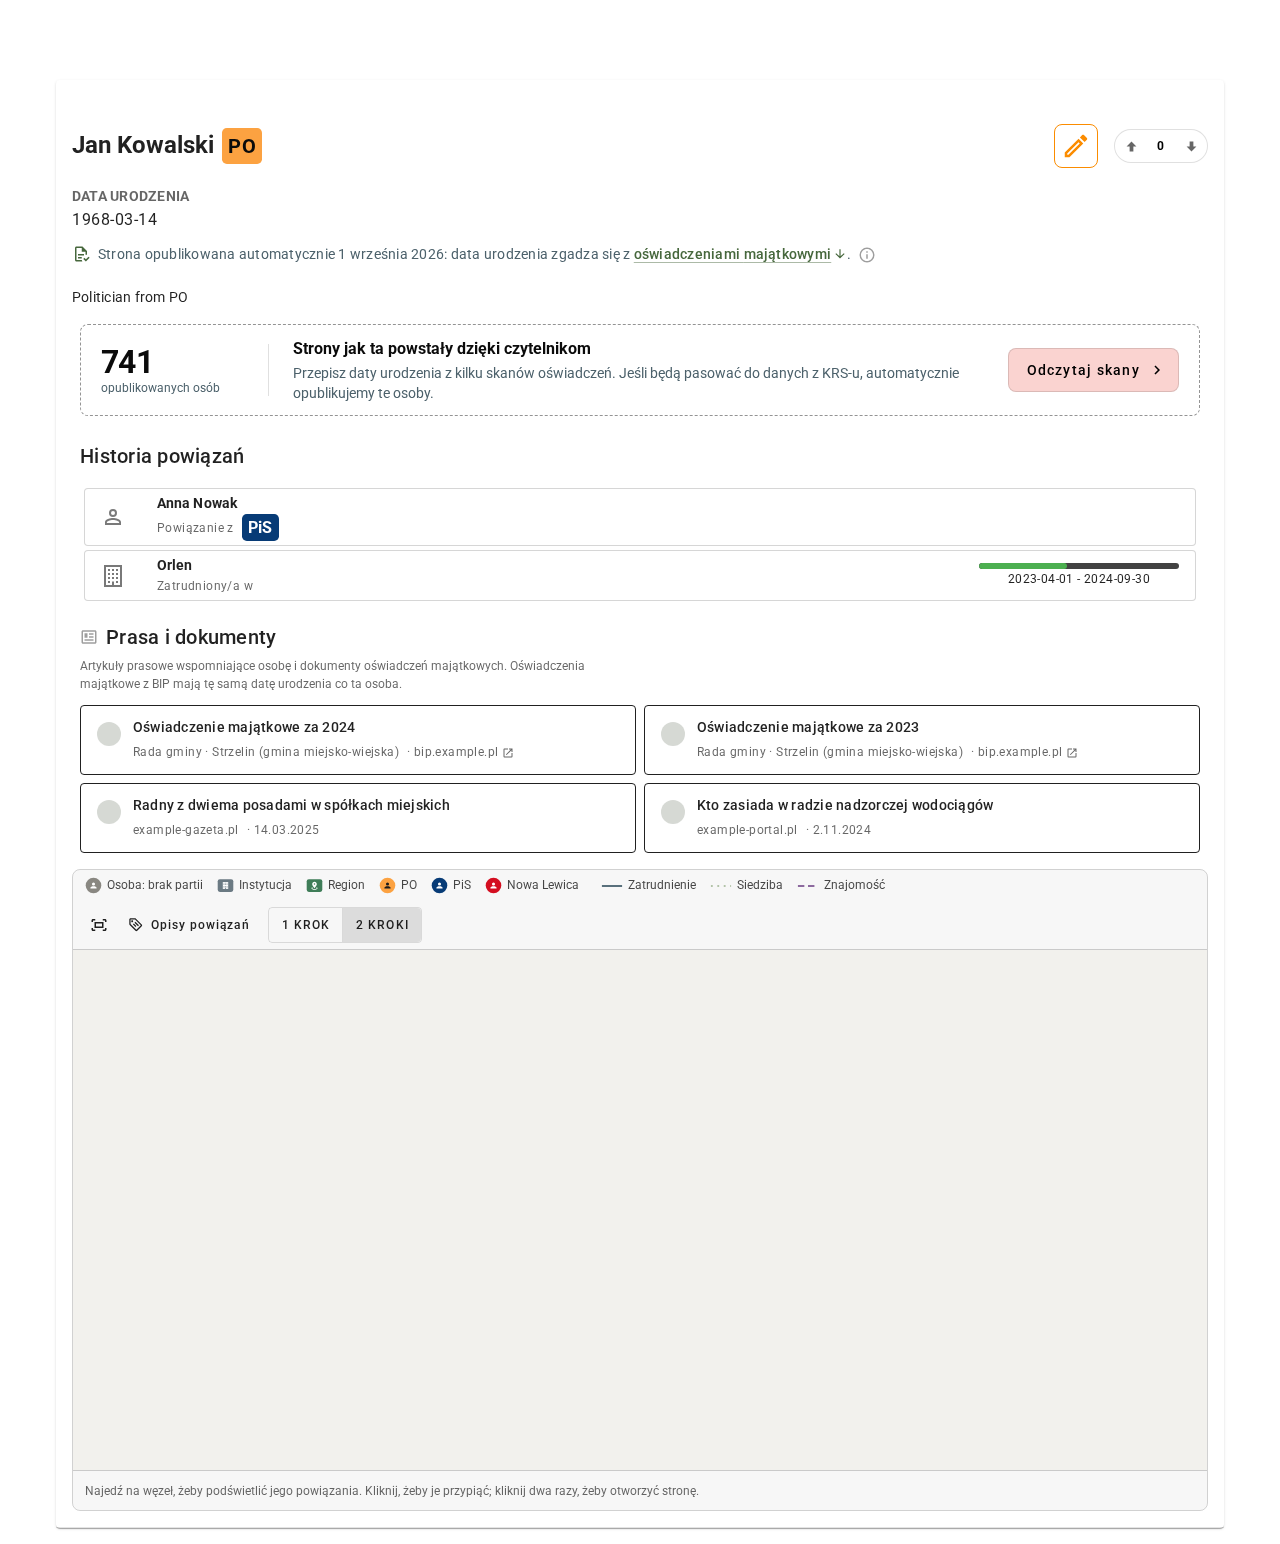 Jan Kowalski PO
0
DATA URODZENIA
1968-03-14
Strona opublikowana automatycznie 1 września 2026: data urodzenia zgadza się z oświadczeniami majątkowymi.
Politician from PO
741
opublikowanych osób
Strony jak ta powstały dzięki czytelnikom
Przepisz daty urodzenia z kilku skanów oświadczeń. Jeśli będą pasować do danych z KRS-u, automatycznie
opublikujemy te osoby.
Odczytaj skany
Historia powiązań
Anna Nowak
Powiązanie z PiS
Orlen
Zatrudniony/a w
2023-04-01 - 2024-09-30
Prasa i dokumenty
Artykuły prasowe wspominające osobę i dokumenty oświadczeń majątkowych. Oświadczenia
majątkowe z BIP mają tę samą datę urodzenia co ta osoba.
Oświadczenie majątkowe za 2024
Rada gminy · Strzelin (gmina miejsko-wiejska) · bip.example.pl
Oświadczenie majątkowe za 2023
Rada gminy · Strzelin (gmina miejsko-wiejska) · bip.example.pl
Radny z dwiema posadami w spółkach miejskich
example-gazeta.pl · 14.03.2025
Kto zasiada w radzie nadzorczej wodociągów
example-portal.pl · 2.11.2024
Osoba: brak partii Instytucja Region PO PiS Nowa Lewica Zatrudnienie Siedziba Znajomość
Opisy powiązań 1 KROK 2 KROKI
Najedź na węzeł, żeby podświetlić jego powiązania. Kliknij, żeby je przypiąć; kliknij dwa razy, żeby otworzyć stronę.